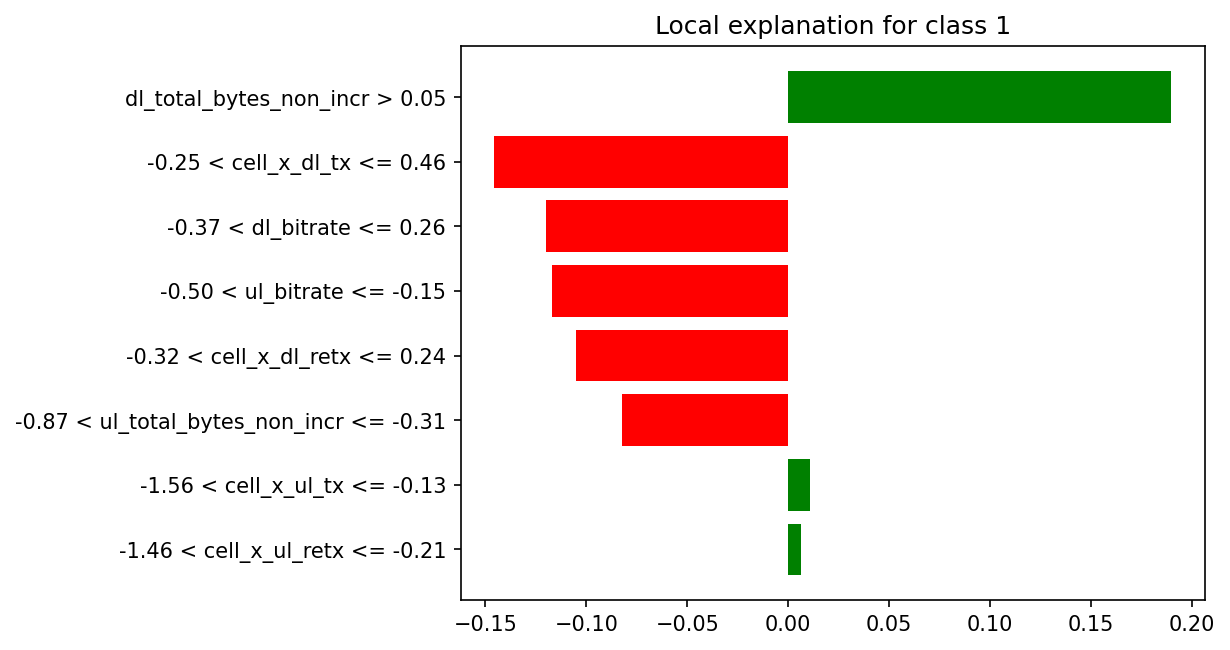 Local explanation for class 1
dl_total_bytes_non_incr > 0.05
-0.25 < cell_x_dl_tx <= 0.46
-0.37 < dl_bitrate <= 0.26
-0.50 < ul_bitrate <= -0.15
-0.32 < cell_x_dl_retx <= 0.24
-0.87 < ul_total_bytes_non_incr <= -0.31
-1.56 < cell_x_ul_tx <= -0.13
-1.46 < cell_x_ul_retx <= -0.21
−0.15 −0.10 −0.05 0.00 0.05 0.10 0.15 0.20